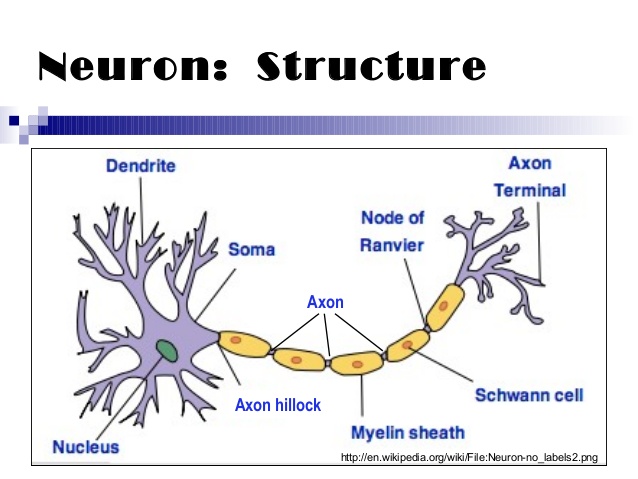 Neuron: Structure
Dendrite
Axon
Terminal
Node of
Ranvier
Soma
Axon
Axon hillock
Schwann cell
Myelin sheath
Nucleus
http://en.wikipedia.org/wiki/File:Neuron-no_labels2.png